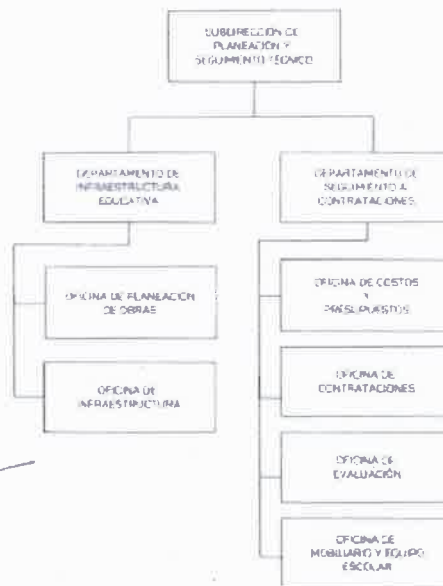 SUBDIRECCIÓN DE
PLANEACIÓN Y
SEGUIMIENTO TÉCNICO
DEPARTAMENTO DE
INFRAESTRUCTURA
EDUCATIVA
OFICINA DE PLANEACIÓN
DE OBRAS
OFICINA DE
INFRAESTRUCTURA
DEPARTAMENTO DE
SEGUIMIENTO A
CONTRATACIONES
OFICINA DE COSTOS
Y
PRESUPUESTOS
OFICINA DE
CONTRATACIONES
OFICINA DE
EVALUACIÓN
OFICINA DE
MOBILIARIO Y EQUIPO
ESCOLAR